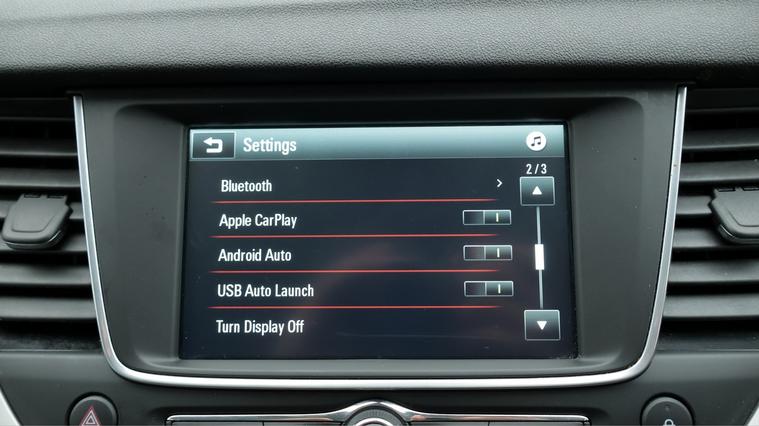 Settings
2/3
Bluetooth
Apple CarPlay
Android Auto
USB Auto Launch
Turn Display Off